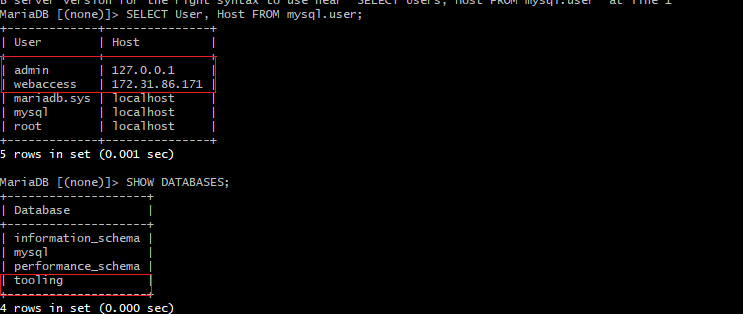 B server version for the right syntax to use near 'SELECT Users, Host FROM mysql.user' at line 1
MariaDB [(none)]> SELECT User, Host FROM mysql.user;
+-------------+---------------+
| User        | Host          |
+-------------+---------------+
| admin       | 127.0.0.1     |
| webaccess   | 172.31.86.171 |
| mariadb.sys | localhost     |
| mysql       | localhost     |
| root        | localhost     |
+-------------+---------------+
5 rows in set (0.001 sec)
MariaDB [(none)]> SHOW DATABASES;
+--------------------+
| Database           |
+--------------------+
| information_schema |
| mysql              |
| performance_schema |
| tooling            |
+--------------------+
4 rows in set (0.000 sec)